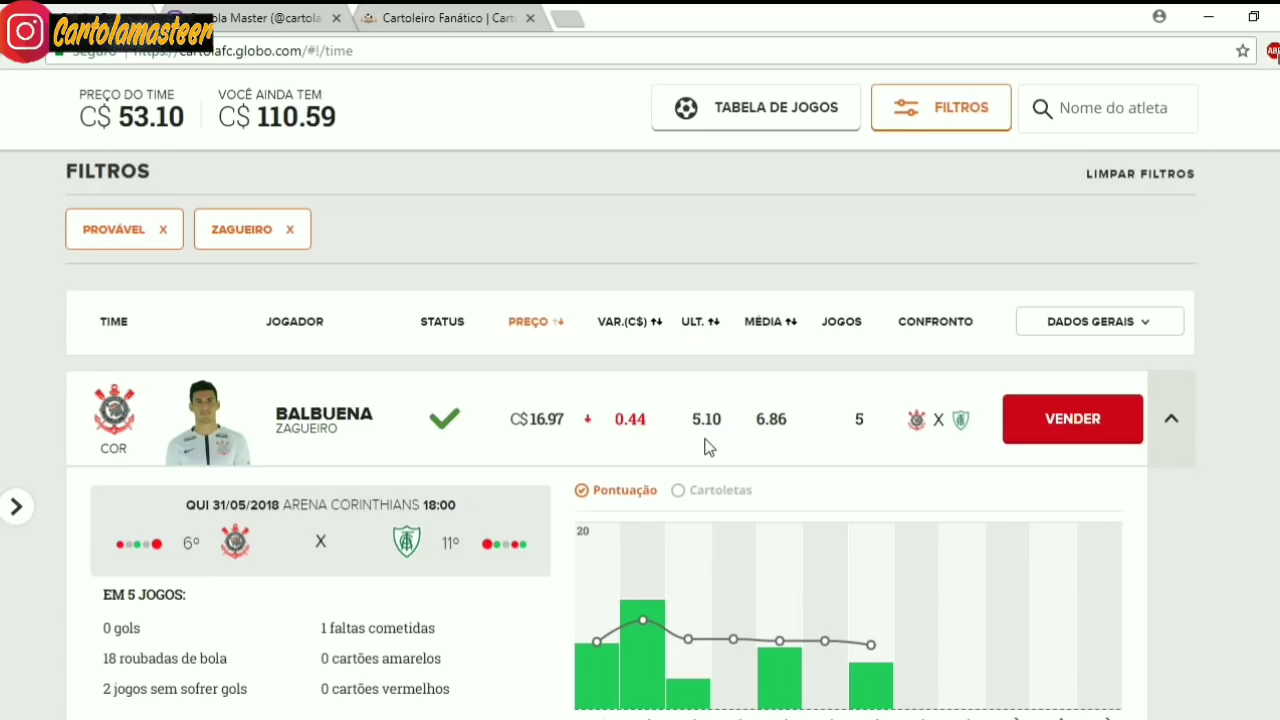 Cartolamasteer
ola Master (@cartola
Cartoleiro Fanático | Cart
Seguro
https://cartolafc.globo.com/#!/time
PREÇO DO TIME
C$ 53.10
VOCÊ AINDA TEM
C$ 110.59
TABELA DE JOGOS
FILTROS
Nome do atleta
FILTROS
LIMPAR FILTROS
PROVÁVEL X
ZAGUEIRO X
TIME JOGADOR STATUS PREÇO VAR.(C$) ULT. MÉDIA JOGOS CONFRONTO DADOS GERAIS
COR
BALBUENA
ZAGUEIRO
C$ 16.97 0.44 5.10 6.86 5 X
VENDER
QUI 31/05/2018 ARENA CORINTHIANS 18:00
6º X 11º
EM 5 JOGOS:
0 gols
18 roubadas de bola
2 jogos sem sofrer gols
1 faltas cometidas
0 cartões amarelos
0 cartões vermelhos
Pontuação
Cartoletas
20